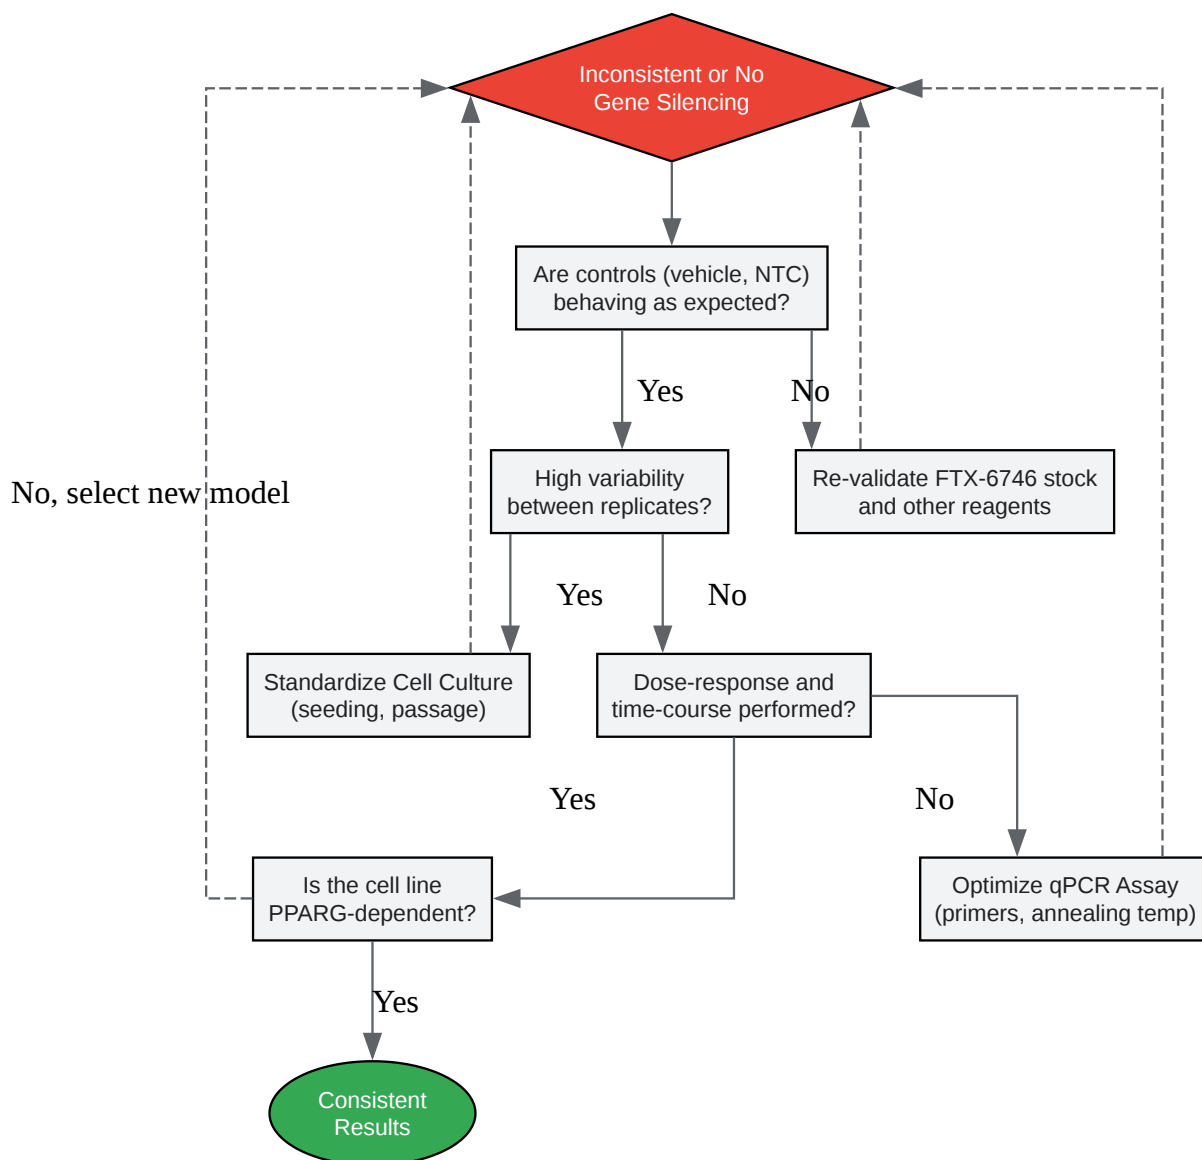 Inconsistent or No
Gene Silencing
Are controls (vehicle, NTC)
behaving as expected?
Yes
No
High variability
between replicates?
Re-validate FTX-6746 stock
and other reagents
No, select new model
Yes
No
Standardize Cell Culture
(seeding, passage)
Dose-response and
time-course performed?
Yes
No
Is the cell line
PPARG-dependent?
Optimize qPCR Assay
(primers, annealing temp)
Yes
Consistent
Results